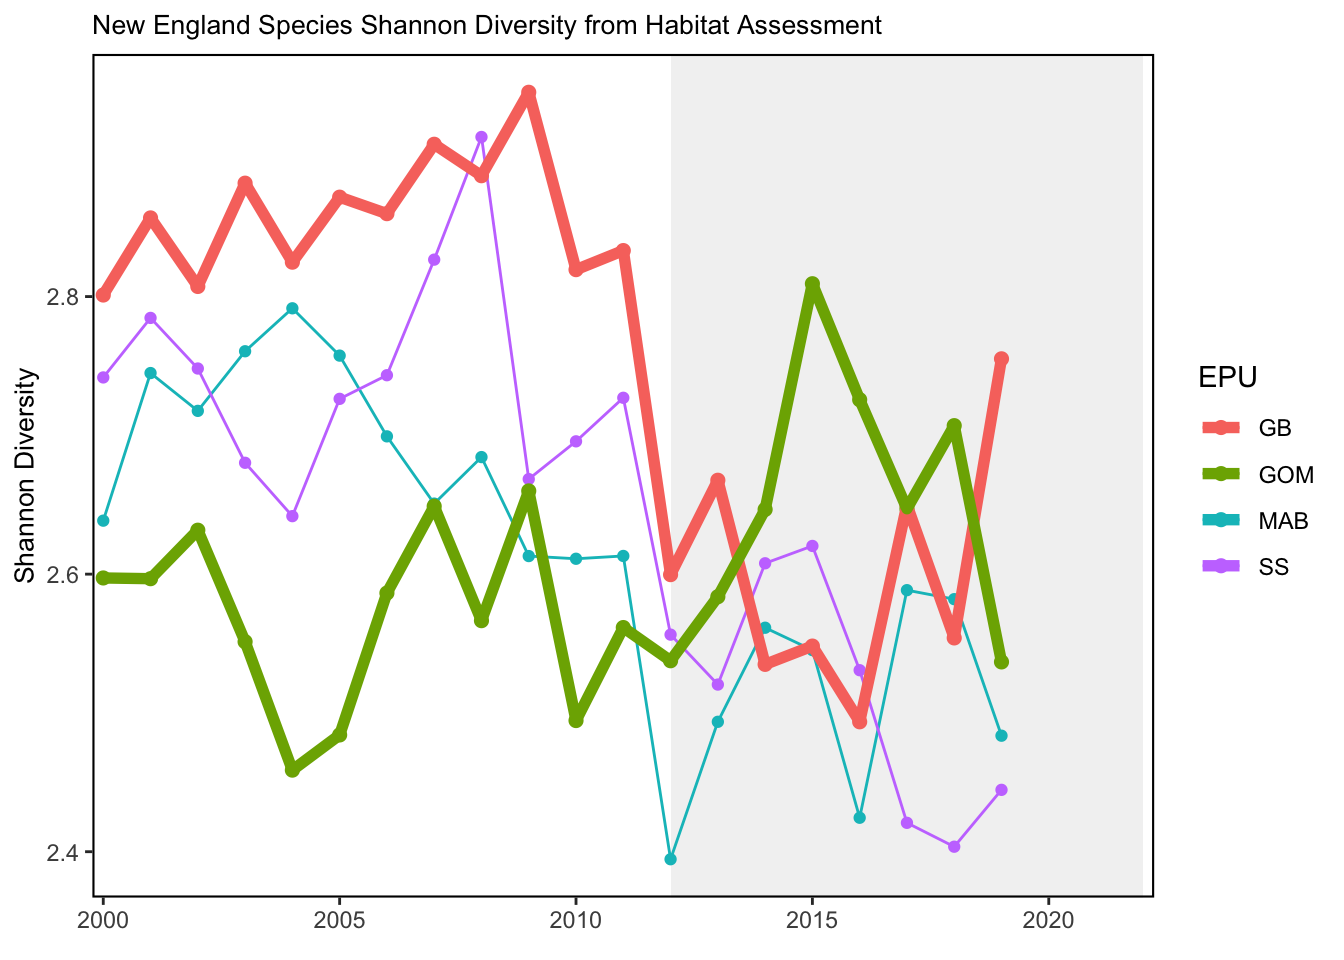 New England Species Shannon Diversity from Habitat Assessment
Shannon Diversity
2.8
2.6
2.4
2000
2005
2010
2015
2020
EPU
GB
GOM
MAB
SS